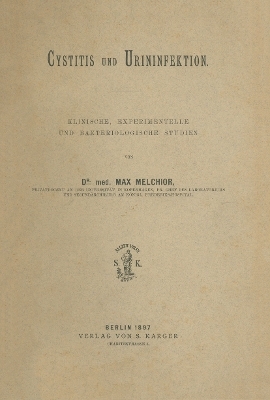 CYSTITIS UND URININFEKTION.
KLINISCHE, EXPERIMENTELLE
UND BAKTERIOLOGISCHE STUDIEN
VON
DR. med. MAX MELCHIOR,
S. K.
BERLIN 1897
VERLAG VON S. KARGER